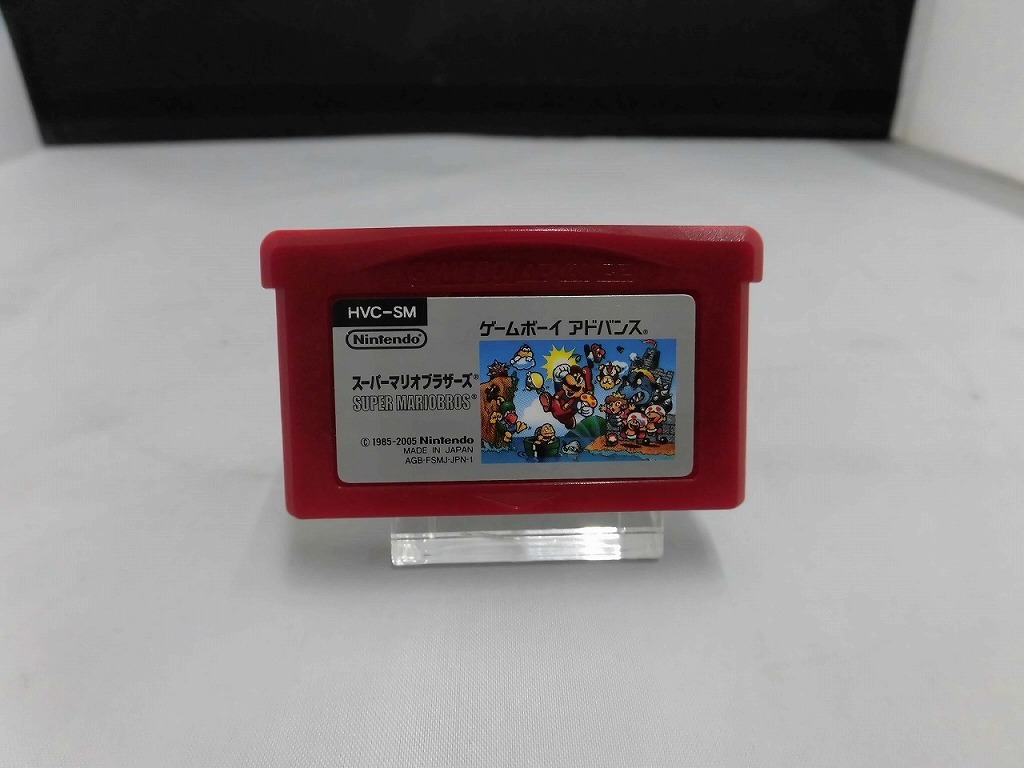 HVC-SM
Nintendo®
ゲームボーイ アドバンス®
スーパーマリオブラザーズ®
SUPER MARIOBROS®
© 1985-2005 Nintendo
MADE IN JAPAN
AGB-FSMJ-JPN-1